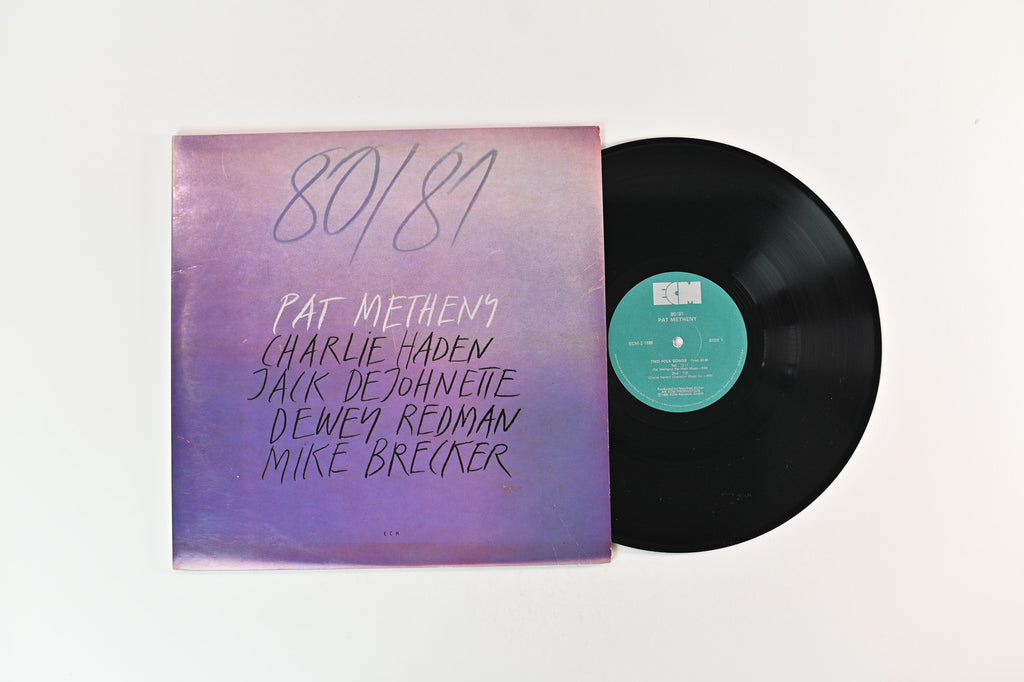 80/81
PAT METHENY
CHARLIE HADEN
JACK DEJOHNETTE
DEWEY REDMAN
MIKE BRECKER
ECM
ECM
80/81
PAT METHENY
SIDE 1
TWO FOLK SONGS